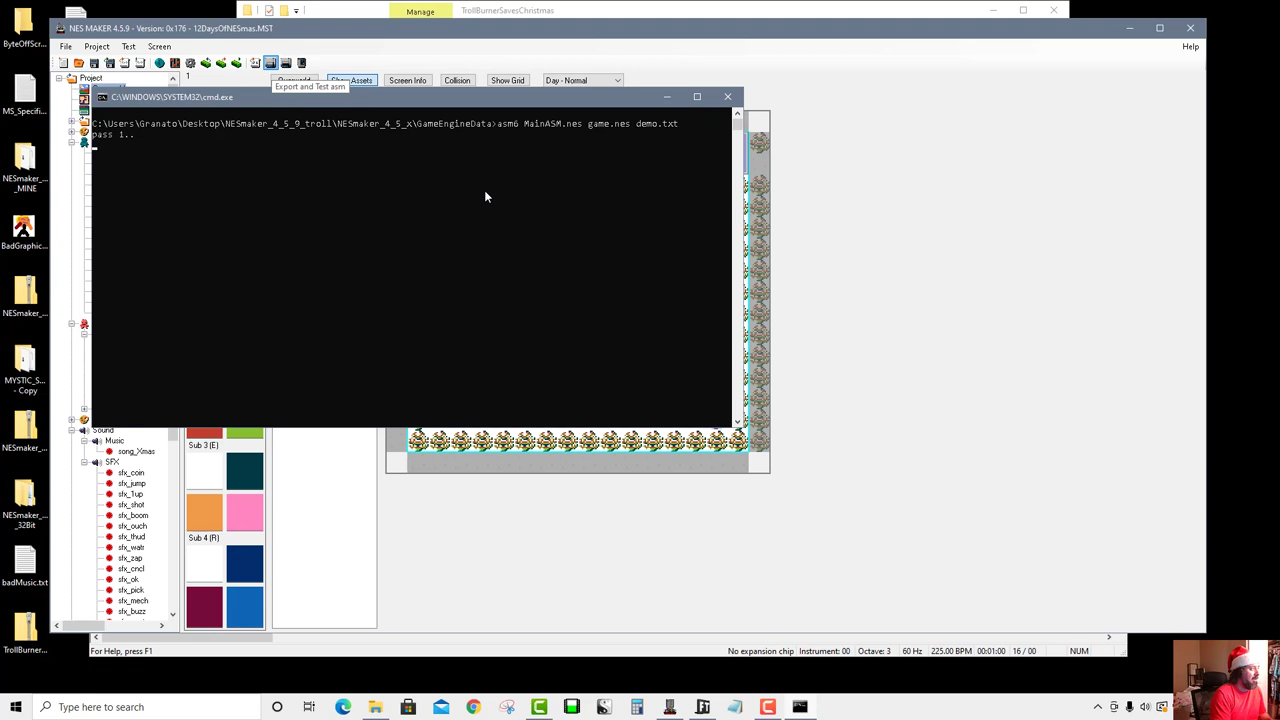 Manage
TrollBurnerSavesChristmas
NES MAKER 4.5.9 - Version: 0x176 - 12DaysOfNESmas.MST
File Project Test Screen Help
Project
1
Show Assets Screen Info Collision Show Grid Day - Normal
Export and Test asm
C:\WINDOWS\SYSTEM32\cmd.exe
C:\Users\Granato\Desktop\NESmaker_4_5_9_troll\NESmaker_4_5_x\GameEngineData>asm6 MainASM.nes game.nes demo.txt
pass 1..
ByteOffScr...
MS_Specifi...
NESmaker_...
_MINE
BadGraphic...
NESmaker_...
MYSTIC_S...
- Copy
NESmaker_...
NESmaker_...
_32Bit
badMusic.txt
TrollBurner...
Sound
Music
song_Xmas
SFX
sfx_coin
sfx_jump
sfx_1up
sfx_shot
sfx_boom
sfx_ouch
sfx_thud
sfx_watr
sfx_zap
sfx_cncl
sfx_ok
sfx_pick
sfx_mech
sfx_buzz
Sub 3 (E)
Sub 4 (R)
For Help, press F1
No expansion chip Instrument: 00 Octave: 3 60 Hz 225.00 BPM 00:01:00 16 / 00 NUM
Type here to search